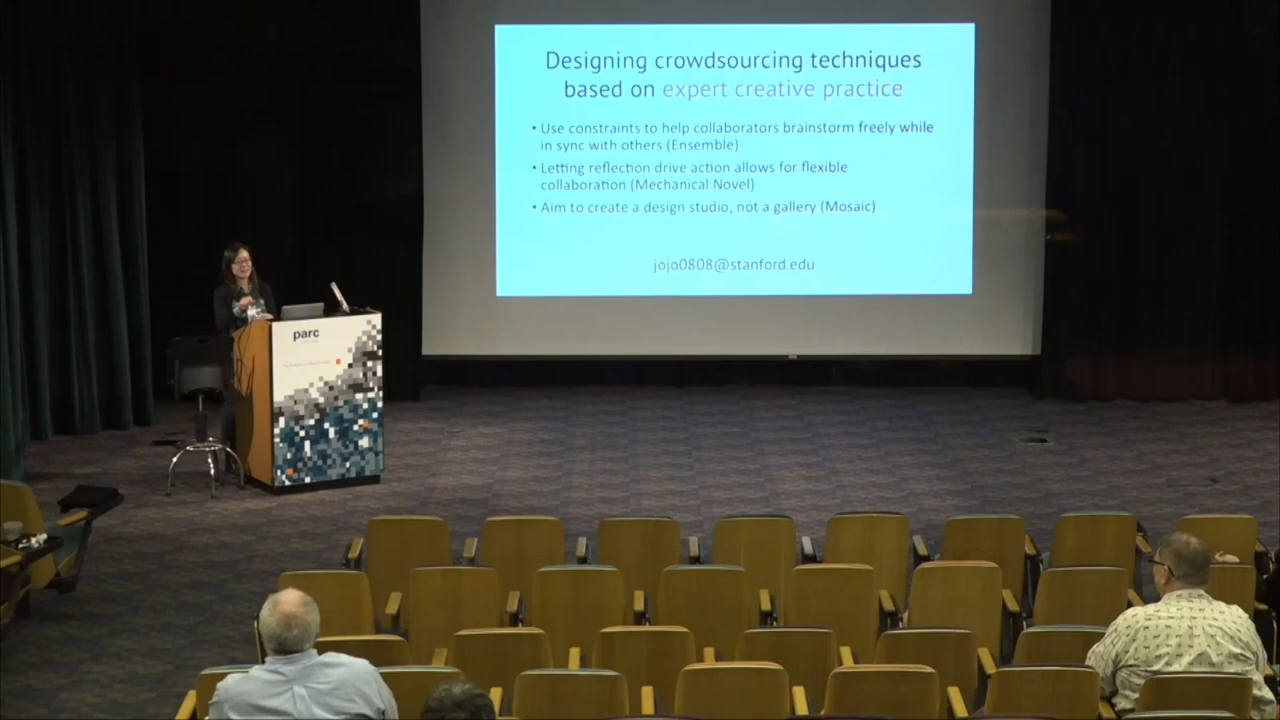 Designing crowdsourcing techniques
based on expert creative practice
• Use constraints to help collaborators brainstorm freely while
in sync with others (Ensemble)
• Letting reflection drive action allows for flexible
collaboration (Mechanical Novel)
• Aim to create a design studio, not a gallery (Mosaic)
jojo0808@stanford.edu
parc